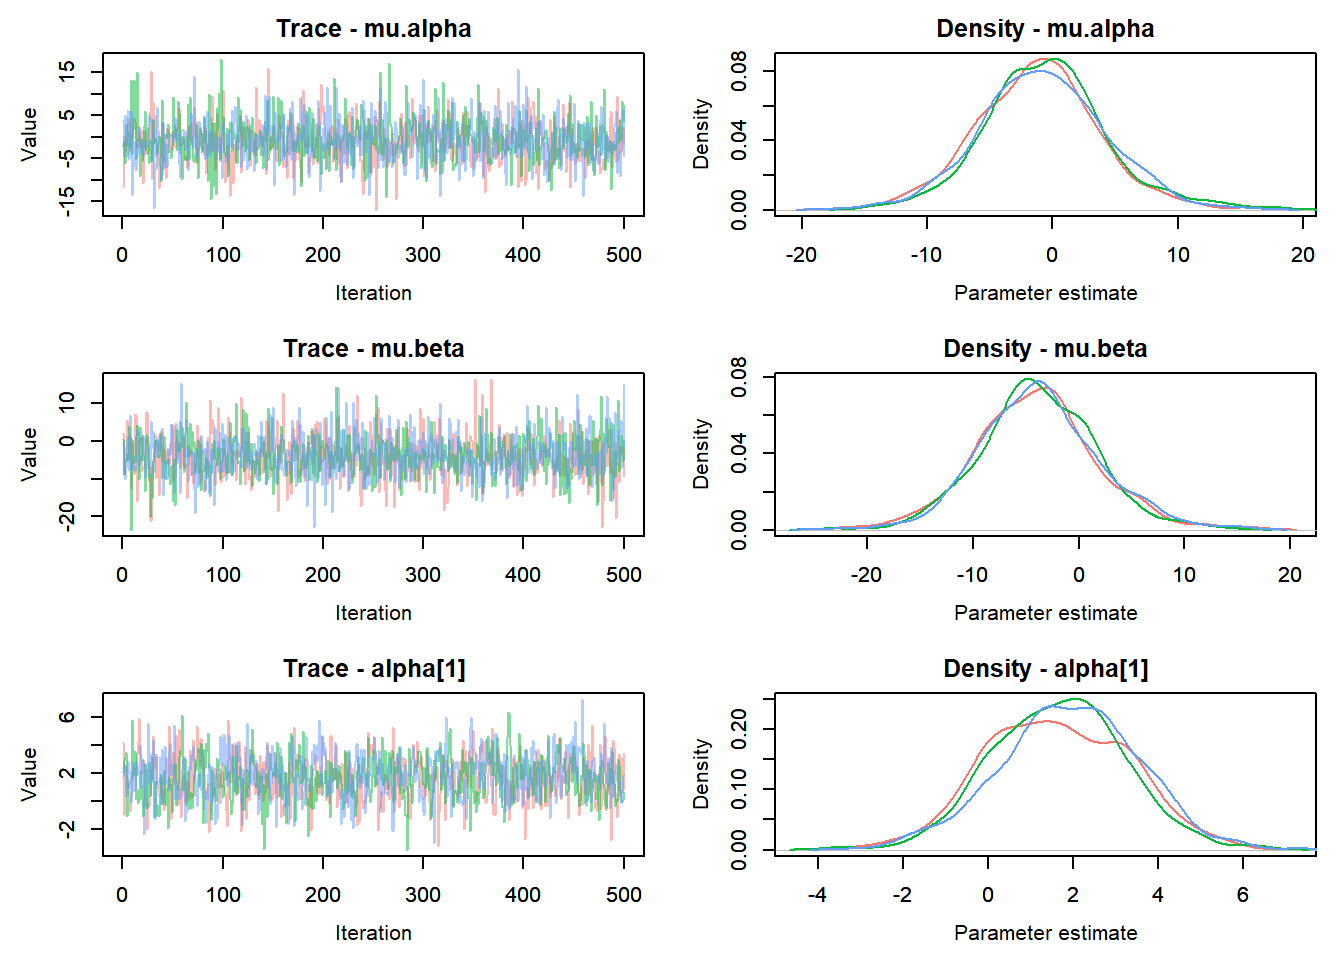 Trace - mu.alpha
Value
15
5
-5
-15
0 100 200 300 400 500
Iteration
Density - mu.alpha
Density
0.08
0.04
0.00
-20 -10 0 10 20
Parameter estimate
Trace - mu.beta
Value
10
0
-20
0 100 200 300 400 500
Iteration
Density - mu.beta
Density
0.08
0.04
0.00
-20 -10 0 10 20
Parameter estimate
Trace - alpha[1]
Value
6
2
-2
0 100 200 300 400 500
Iteration
Density - alpha[1]
Density
0.20
0.10
0.00
-4 -2 0 2 4 6
Parameter estimate